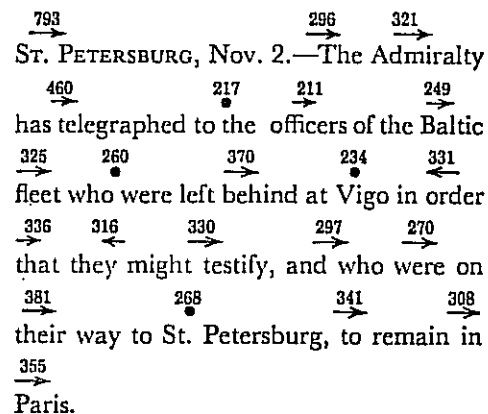 793 296 321
ST. PETERSBURG, Nov. 2.—The Admiralty
460 217 211 249
has telegraphed to the officers of the Baltic
325 260 370 234 331
fleet who were left behind at Vigo in order
336 316 330 297 270
that they might testify, and who were on
381 268 341 308
their way to St. Petersburg, to remain in
355
Paris.